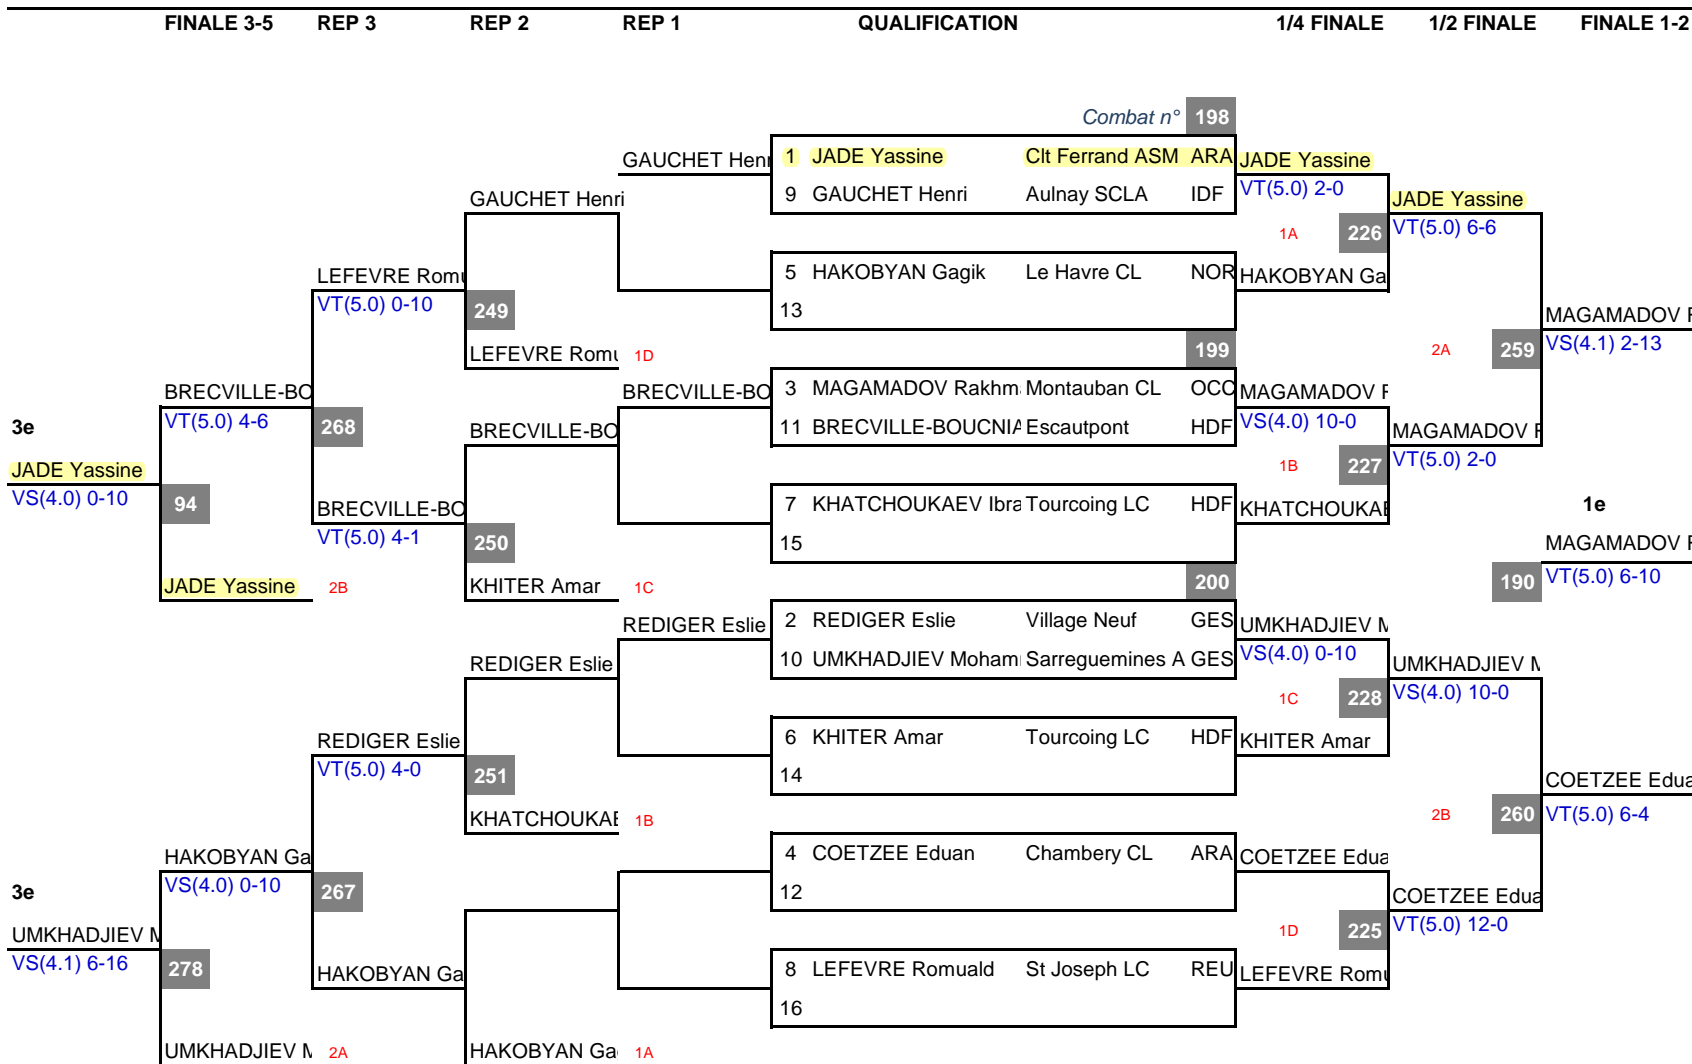 FINALE 3-5 REP 3 REP 2 REP 1 QUALIFICATION 1/4 FINALE 1/2 FINALE FINALE 1-2
Combat n° 198
GAUCHET Henr 1 JADE Yassine Clt Ferrand ASM ARA JADE Yassine
GAUCHET Henri 9 GAUCHET Henri Aulnay SCLA IDF VT(5.0) 2-0 JADE Yassine
1A 226 VT(5.0) 6-6
LEFEVRE Romu 5 HAKOBYAN Gagik Le Havre CL NOR HAKOBYAN Ga
VT(5.0) 0-10 249 13 MAGAMADOV R
LEFEVRE Romu 1D 199 2A 259 VS(4.1) 2-13
BRECVILLE-BO BRECVILLE-BO 3 MAGAMADOV Rakhm Montauban CL OCC MAGAMADOV R
3e VT(5.0) 4-6 268 BRECVILLE-BO 11 BRECVILLE-BOUCNIA Escautpont HDF VS(4.0) 10-0 MAGAMADOV R
JADE Yassine 1B 227 VT(5.0) 2-0
VS(4.0) 0-10 94 BRECVILLE-BO 7 KHATCHOUKAEV Ibra Tourcoing LC HDF KHATCHOUKAE 1e
VT(5.0) 4-1 250 15 MAGAMADOV R
JADE Yassine 2B KHITER Amar 1C 200 190 VT(5.0) 6-10
REDIGER Eslie 2 REDIGER Eslie Village Neuf GES UMKHADJIEV M
REDIGER Eslie 10 UMKHADJIEV Moham Sarreguemines A GES VS(4.0) 0-10 UMKHADJIEV M
1C 228 VS(4.0) 10-0
REDIGER Eslie 6 KHITER Amar Tourcoing LC HDF KHITER Amar
VT(5.0) 4-0 251 14 COETZEE Edua
KHATCHOUKAE 1B 2B 260 VT(5.0) 6-4
HAKOBYAN Ga 4 COETZEE Eduan Chambery CL ARA COETZEE Edua
3e VS(4.0) 0-10 267 12 COETZEE Edua
UMKHADJIEV M 1D 225 VT(5.0) 12-0
VS(4.1) 6-16 278 HAKOBYAN Ga 8 LEFEVRE Romuald St Joseph LC REU LEFEVRE Romu
16
UMKHADJIEV M 2A HAKOBYAN Ga 1A